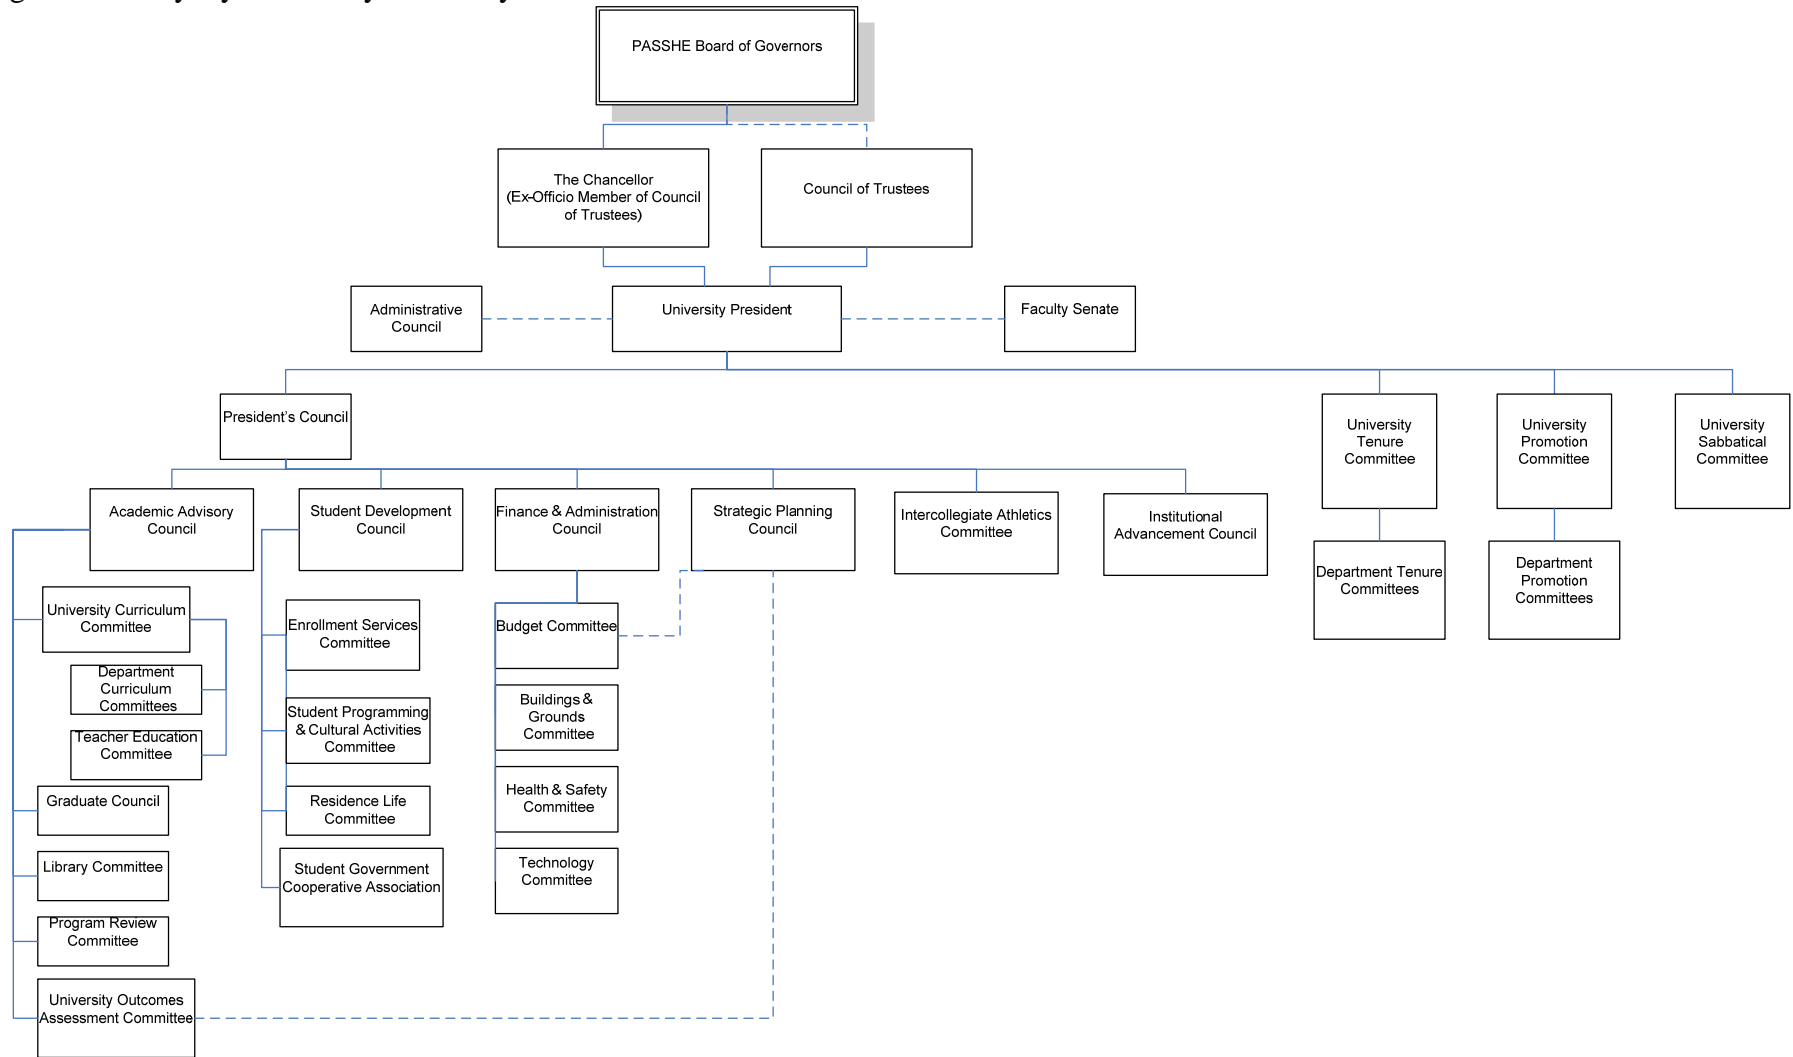 PASSHE Board of Governors
The Chancellor
(Ex-Officio Member of Council
of Trustees)
Council of Trustees
Administrative
Council
University President
Faculty Senate
President's Council
University
Tenure
Committee
University
Promotion
Committee
University
Sabbatical
Committee
Academic Advisory
Council
Student Development
Council
Finance & Administration
Council
Strategic Planning
Council
Intercollegiate Athletics
Committee
Institutional
Advancement Council
Department Tenure
Committees
Department
Promotion
Committees
University Curriculum
Committee
Department
Curriculum
Committees
Teacher Education
Committee
Graduate Council
Library Committee
Program Review
Committee
University Outcomes
Assessment Committee
Enrollment Services
Committee
Student Programming
& Cultural Activities
Committee
Residence Life
Committee
Student Government
Cooperative Association
Budget Committee
Buildings &
Grounds
Committee
Health & Safety
Committee
Technology
Committee